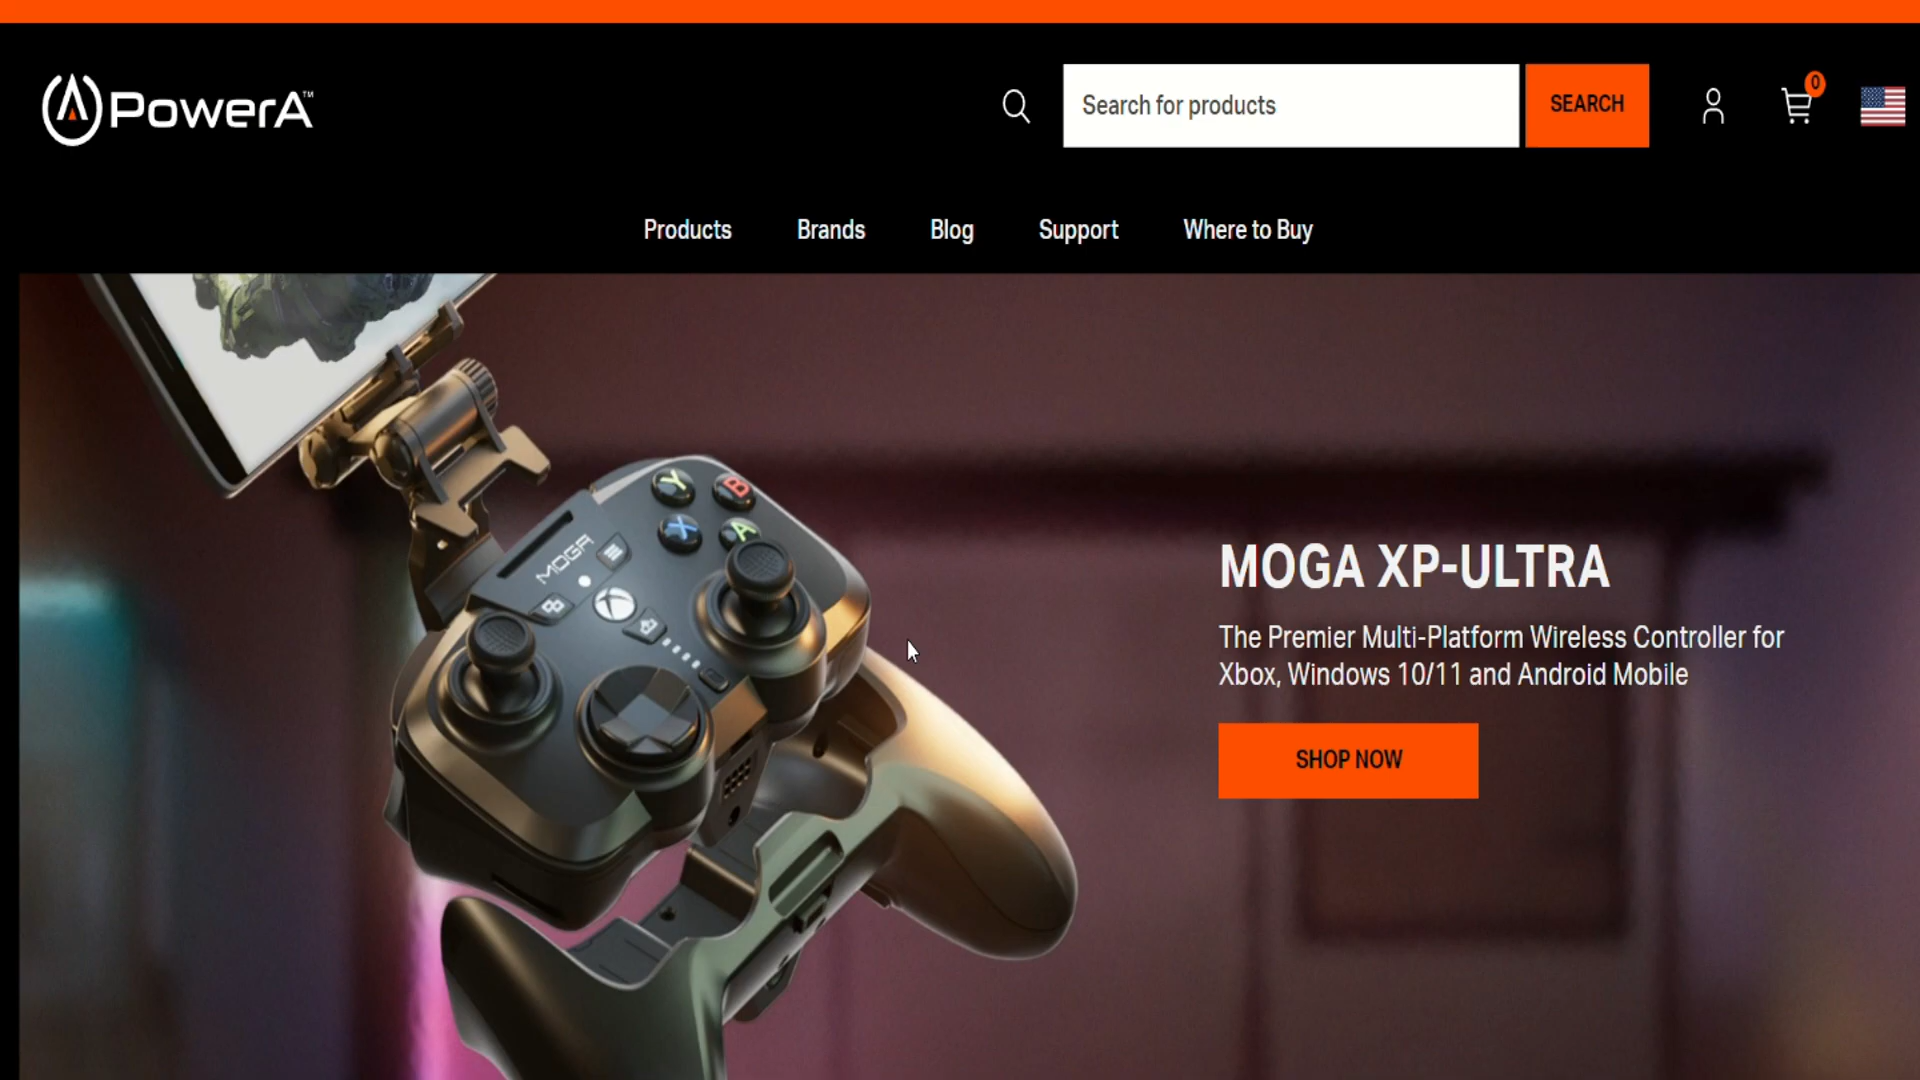 PowerA™
Search for products
SEARCH
0
Products
Brands
Blog
Support
Where to Buy
Y
B
X
A
MOGA
MOGA XP-ULTRA
The Premier Multi-Platform Wireless Controller for
Xbox, Windows 10/11 and Android Mobile
SHOP NOW